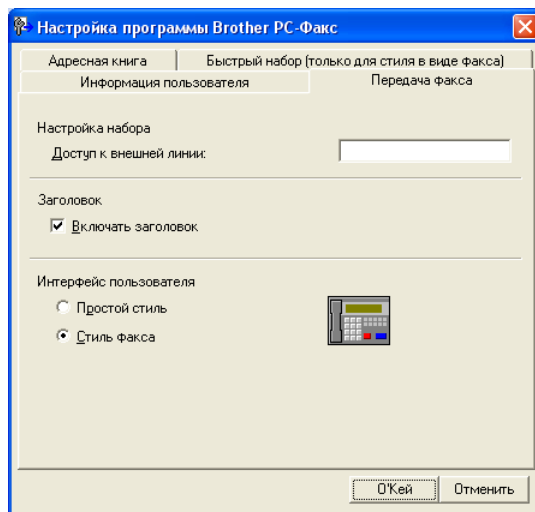 Настройка программы Brother PC-Факс
Адресная книга
Быстрый набор (только для стиля в виде факса)
Информация пользователя
Передача факса
Настройка набора
Доступ к внешней линии:
Заголовок
Включать заголовок
Интерфейс пользователя
Простой стиль
Стиль факса
О'Кей
Отменить